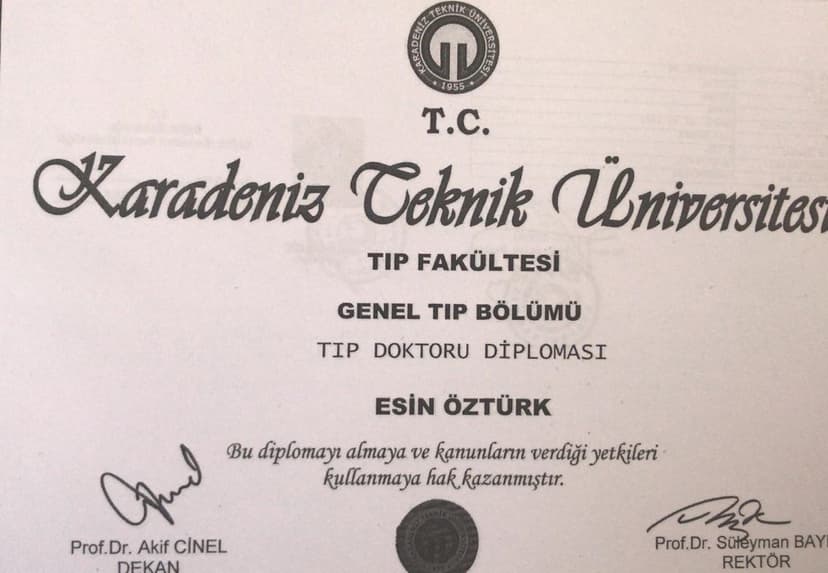 KARADENİZ TEKNİK ÜNİVERSİTESİ
• 1955 •
T.C.
Karadeniz Teknik Üniversitesi
TIP FAKÜLTESİ
GENEL TIP BÖLÜMÜ
TIP DOKTORU DİPLOMASI
ESİN ÖZTÜRK
Bu diplomayı almaya ve kanunların verdiği yetkileri
kullanmaya hak kazanmıştır.
Prof.Dr. Akif CİNEL
DEKAN
Prof.Dr. Süleyman
REKTÖR